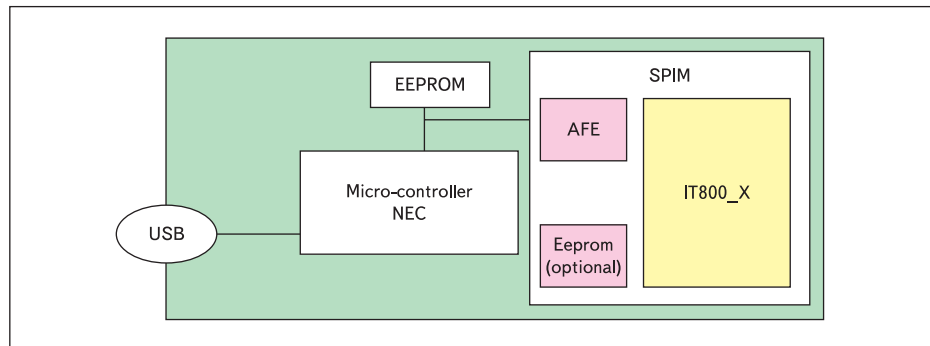 SPIM
EEPROM
AFE
Micro-controller
NEC
IT800_X
USB
Eeprom
(optional)